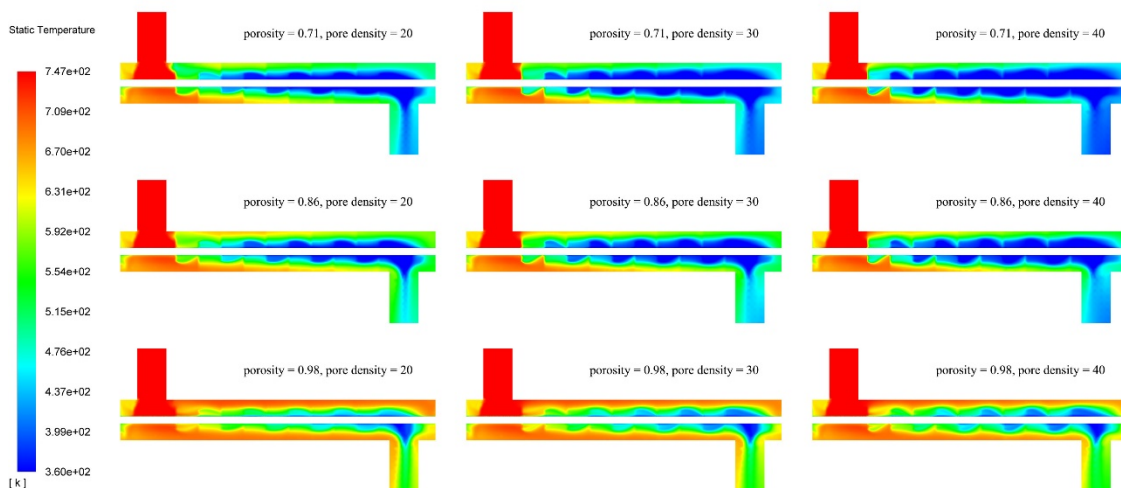 Static Temperature
7.47e+02
7.09e+02
6.70e+02
6.31e+02
5.92e+02
5.54e+02
5.15e+02
4.76e+02
4.37e+02
3.99e+02
3.60e+02
[ k ]
porosity = 0.71, pore density = 20
porosity = 0.71, pore density = 30
porosity = 0.71, pore density = 40
porosity = 0.86, pore density = 20
porosity = 0.86, pore density = 30
porosity = 0.86, pore density = 40
porosity = 0.98, pore density = 20
porosity = 0.98, pore density = 30
porosity = 0.98, pore density = 40